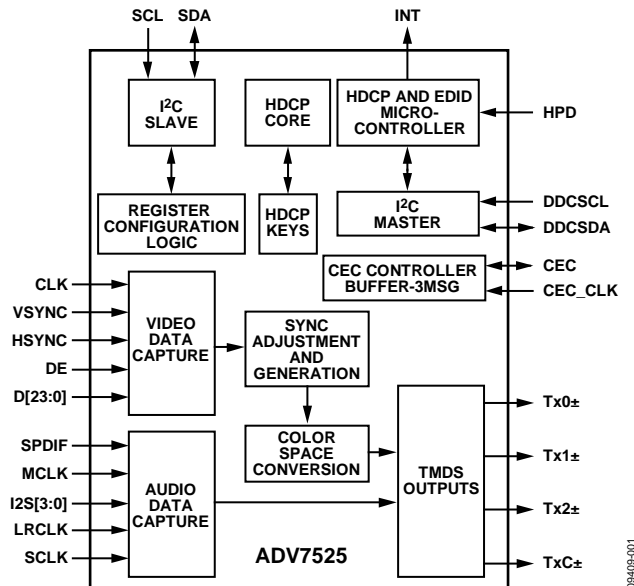 SCL SDA
INT
I2C
SLAVE
HDCP
CORE
HDCP AND EDID
MICRO-
CONTROLLER
HPD
REGISTER
CONFIGURATION
LOGIC
HDCP
KEYS
I2C
MASTER
DDCSCL
DDCSDA
CEC CONTROLLER
BUFFER-3MSG
CEC
CEC_CLK
CLK
VSYNC
HSYNC
DE
D[23:0]
VIDEO
DATA
CAPTURE
SYNC
ADJUSTMENT
AND
GENERATION
COLOR
SPACE
CONVERSION
SPDIF
MCLK
I2S[3:0]
LRCLK
SCLK
AUDIO
DATA
CAPTURE
TMDS
OUTPUTS
Tx0±
Tx1±
Tx2±
TxC±
ADV7525
09409-001